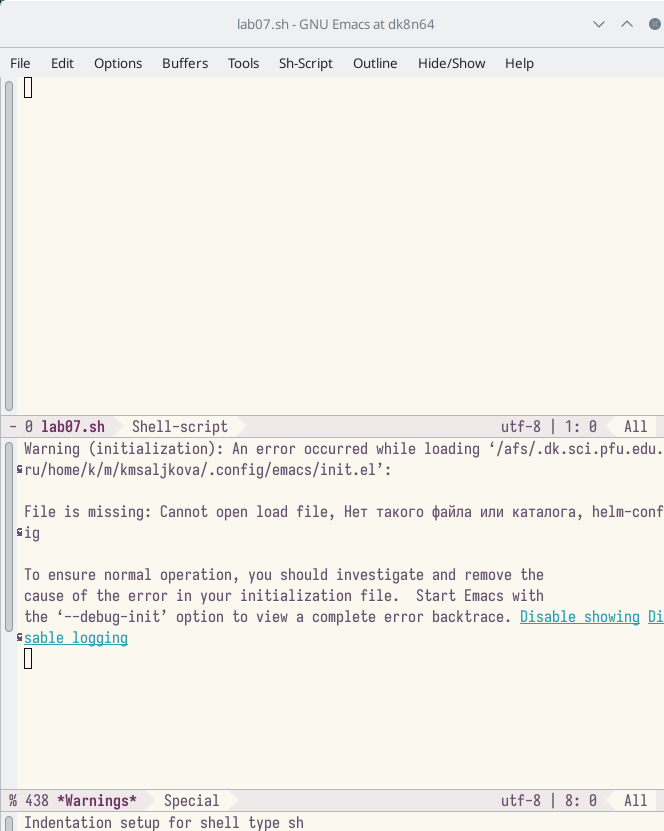 lab07.sh - GNU Emacs at dk8n64
File Edit Options Buffers Tools Sh-Script Outline Hide/Show Help
- 0 lab07.sh Shell-script utf-8 | 1: 0 All
Warning (initialization): An error occurred while loading ‘/afs/.dk.sci.pfu.edu.
ru/home/k/m/kmsaljkova/.config/emacs/init.el’:
File is missing: Cannot open load file, Нет такого файла или каталога, helm-conf
ig
To ensure normal operation, you should investigate and remove the
cause of the error in your initialization file.  Start Emacs with
the ‘--debug-init’ option to view a complete error backtrace. Disable showing Di
sable logging
% 438 *Warnings* Special utf-8 | 8: 0 All
Indentation setup for shell type sh